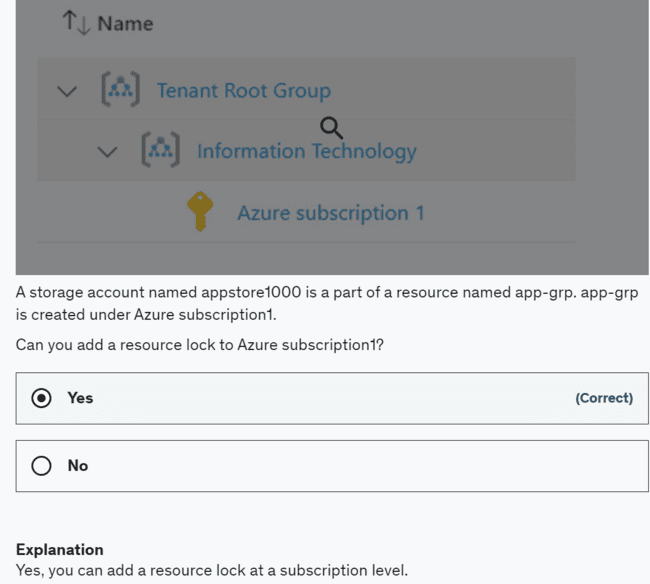 Name
Tenant Root Group
Information Technology
Azure subscription 1
A storage account named appstore1000 is a part of a resource named app-grp. app-grp
is created under Azure subscription1.
Can you add a resource lock to Azure subscription1?
Yes (Correct)
No
Explanation
Yes, you can add a resource lock at a subscription level.